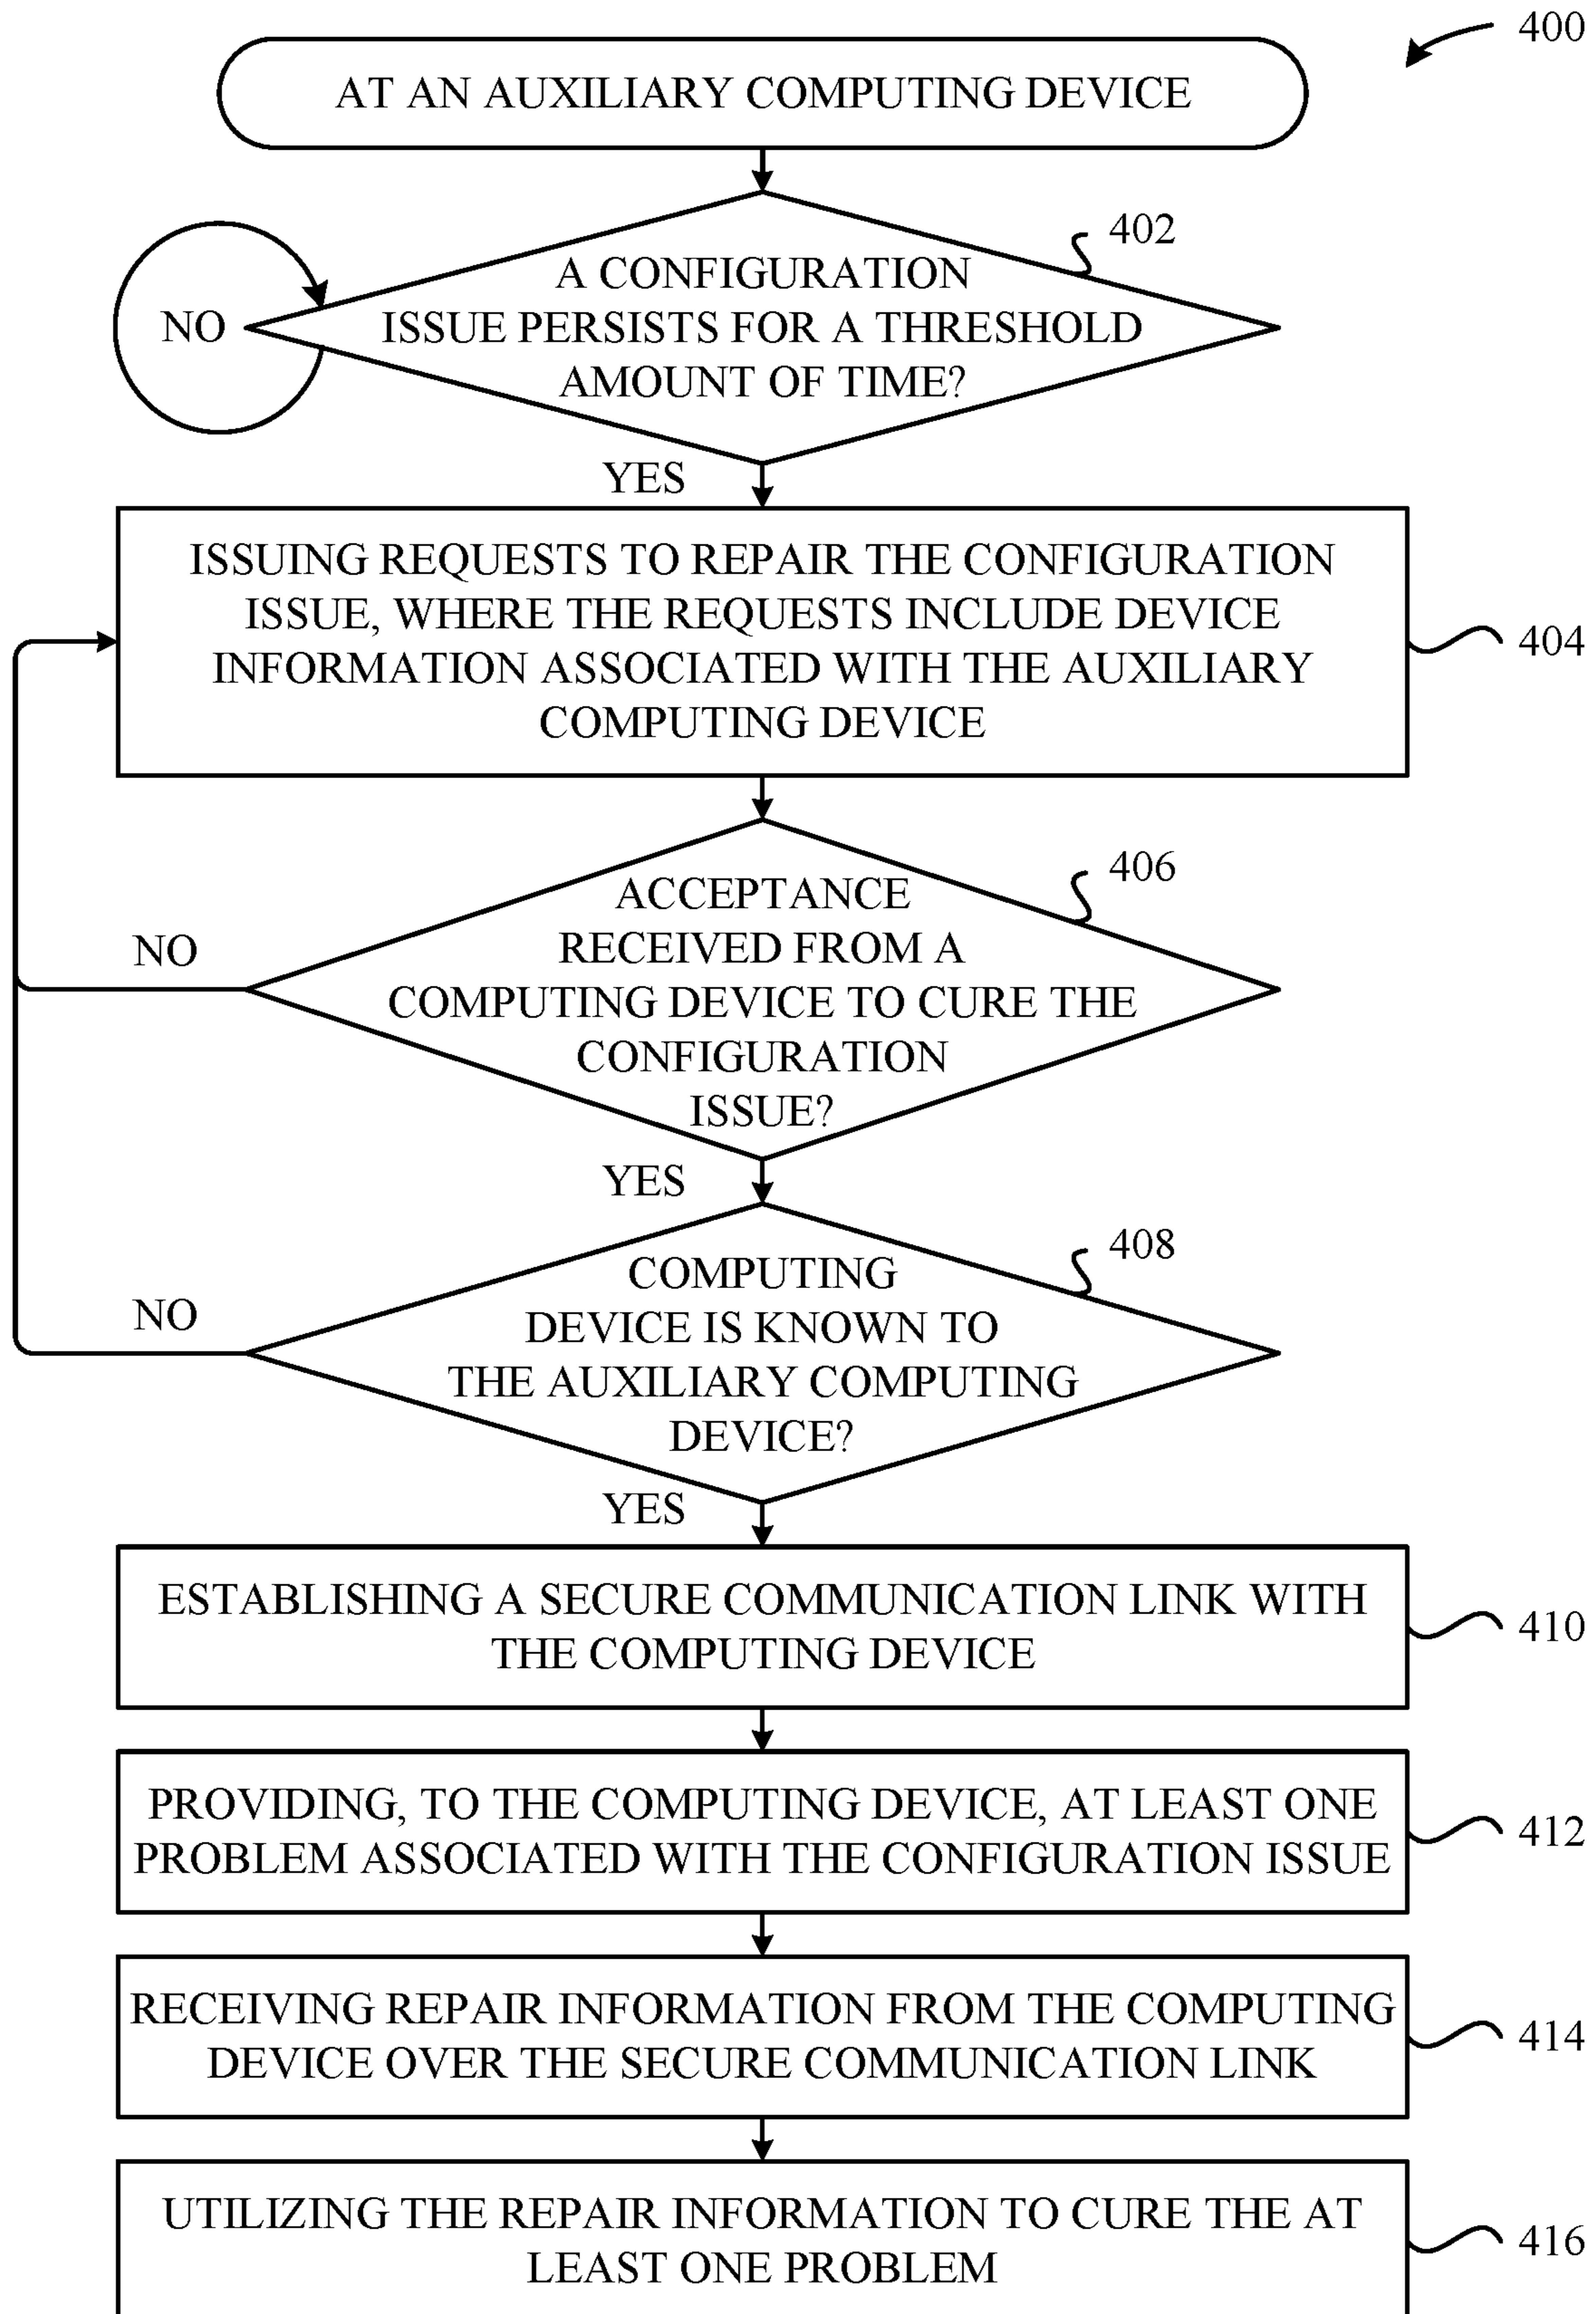 400
AT AN AUXILIARY COMPUTING DEVICE
402
A CONFIGURATION
ISSUE PERSISTS FOR A THRESHOLD
AMOUNT OF TIME?
NO
YES
ISSUING REQUESTS TO REPAIR THE CONFIGURATION
ISSUE, WHERE THE REQUESTS INCLUDE DEVICE
INFORMATION ASSOCIATED WITH THE AUXILIARY
COMPUTING DEVICE
404
406
ACCEPTANCE
RECEIVED FROM A
COMPUTING DEVICE TO CURE THE
CONFIGURATION
ISSUE?
NO
YES
408
COMPUTING
DEVICE IS KNOWN TO
THE AUXILIARY COMPUTING
DEVICE?
NO
YES
ESTABLISHING A SECURE COMMUNICATION LINK WITH
THE COMPUTING DEVICE
410
PROVIDING, TO THE COMPUTING DEVICE, AT LEAST ONE
PROBLEM ASSOCIATED WITH THE CONFIGURATION ISSUE
412
RECEIVING REPAIR INFORMATION FROM THE COMPUTING
DEVICE OVER THE SECURE COMMUNICATION LINK
414
UTILIZING THE REPAIR INFORMATION TO CURE THE AT
LEAST ONE PROBLEM
416